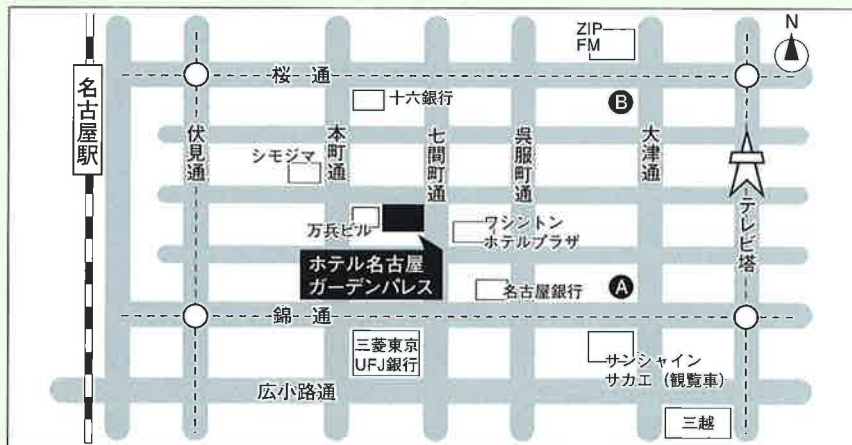 ZIP
FM
N
桜通
名古屋駅
十六銀行
B
伏見通
本町通
七間町通
呉服町通
大津通
シモジマ
テレビ塔
万兵ビル
ワシントン
ホテルプラザ
ホテル名古屋
ガーデンパレス
名古屋銀行
A
錦通
三菱東京
UFJ銀行
サンシャイン
サカエ（観覧車）
広小路通
三越